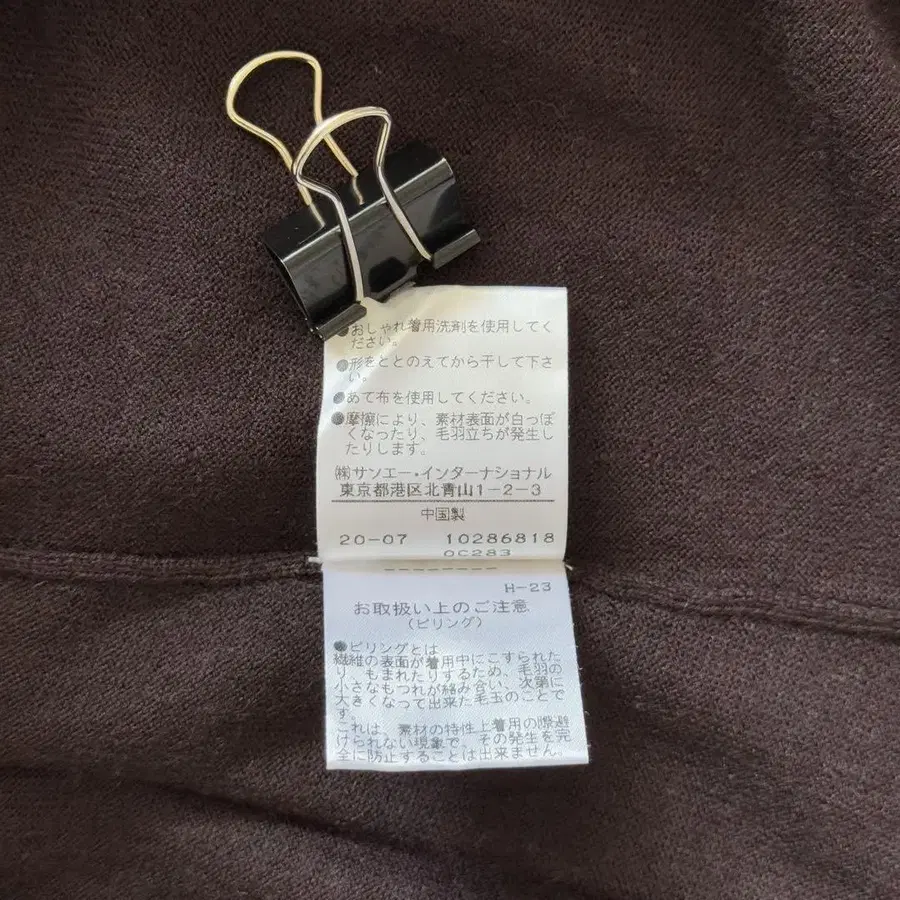 ●おしゃれ着用洗剤を使用してく
ださい。
●形をととのえてから干して下さ
い。
●あて布を使用してください。
●摩擦により、素材表面が白っぽ
くなったり、毛羽立ちが発生し
たりします。
㈱サンエー・インターナショナル
東京都港区北青山1-2-3
中国製
20-07 10286818
0C283
--------
H-23
お取扱い上のご注意
(ピリング)
●ピリングとは
繊維の表面が着用中にこすられた
り、もまれたりするため、毛羽の
小さなもつれが絡み合い、次第に
大きくなって出来た毛玉のことで
す。
これは、素材の特性上着用の際避
けられない現象で、その発生を完
全に防止することは出来ません。